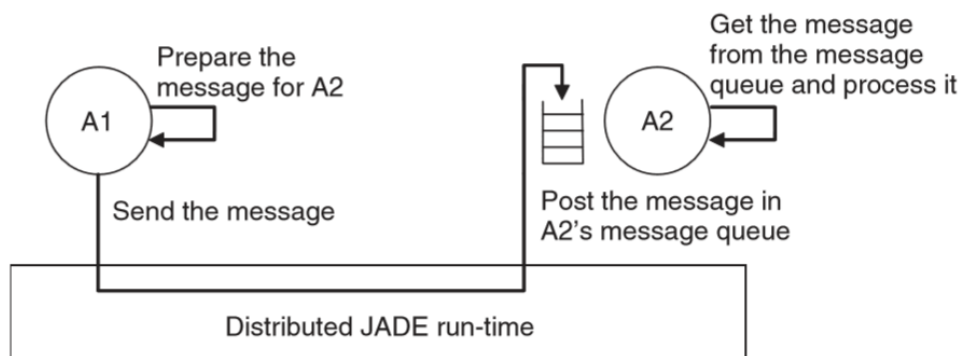 Prepare the
message for A2
A1
Send the message
Get the message
from the message
queue and process it
A2
Post the message in
A2's message queue
Distributed JADE run-time